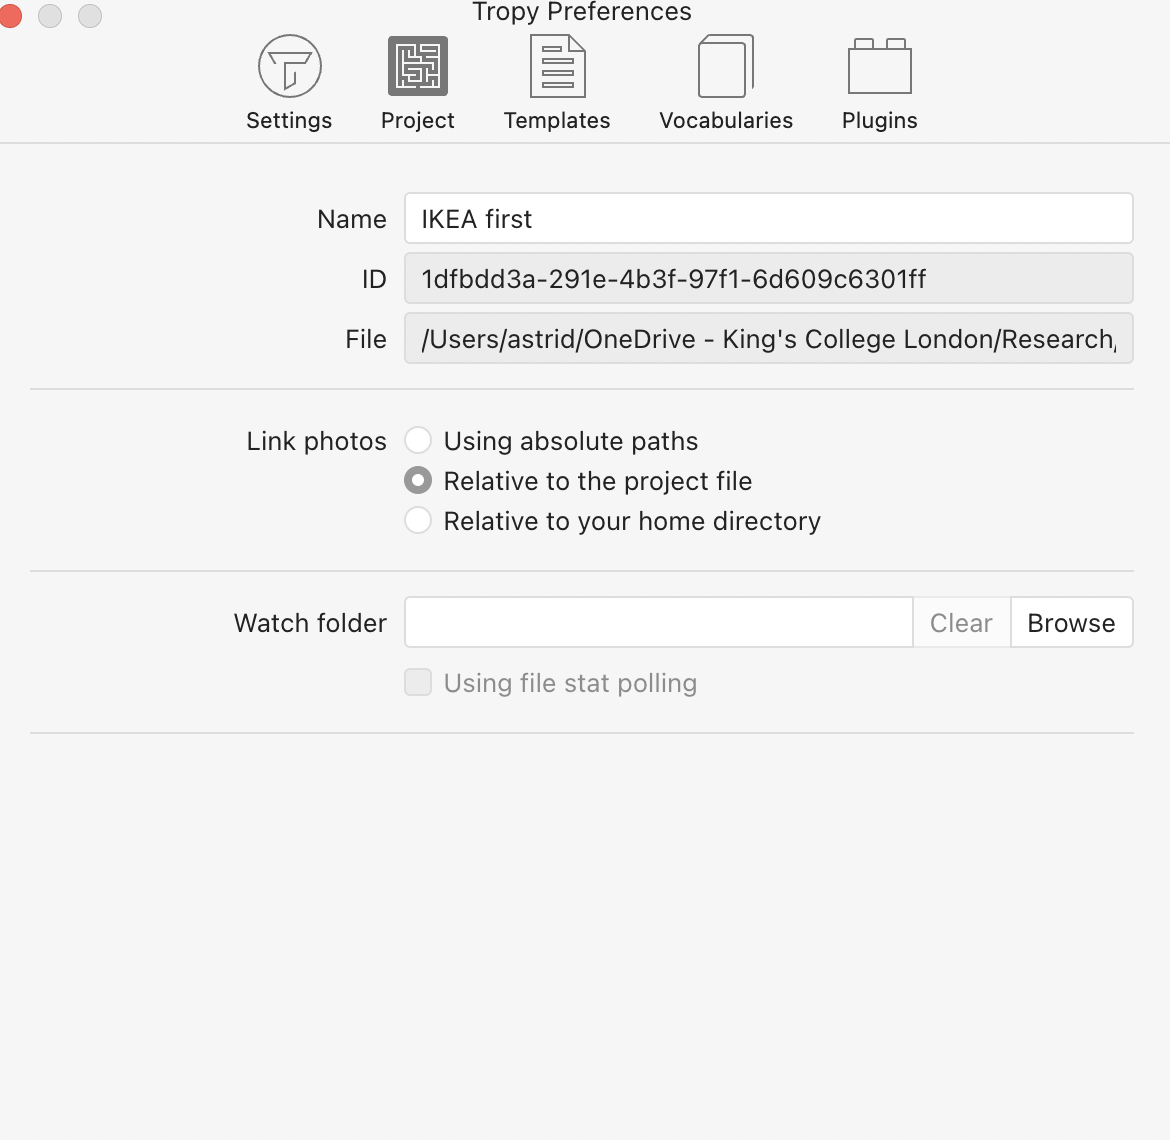 Tropy Preferences
Settings Project Templates Vocabularies Plugins
Name IKEA first
ID 1dfbdd3a-291e-4b3f-97f1-6d609c6301ff
File /Users/astrid/OneDrive - King's College London/Research/
Link photos Using absolute paths
Relative to the project file
Relative to your home directory
Watch folder Clear Browse
Using file stat polling